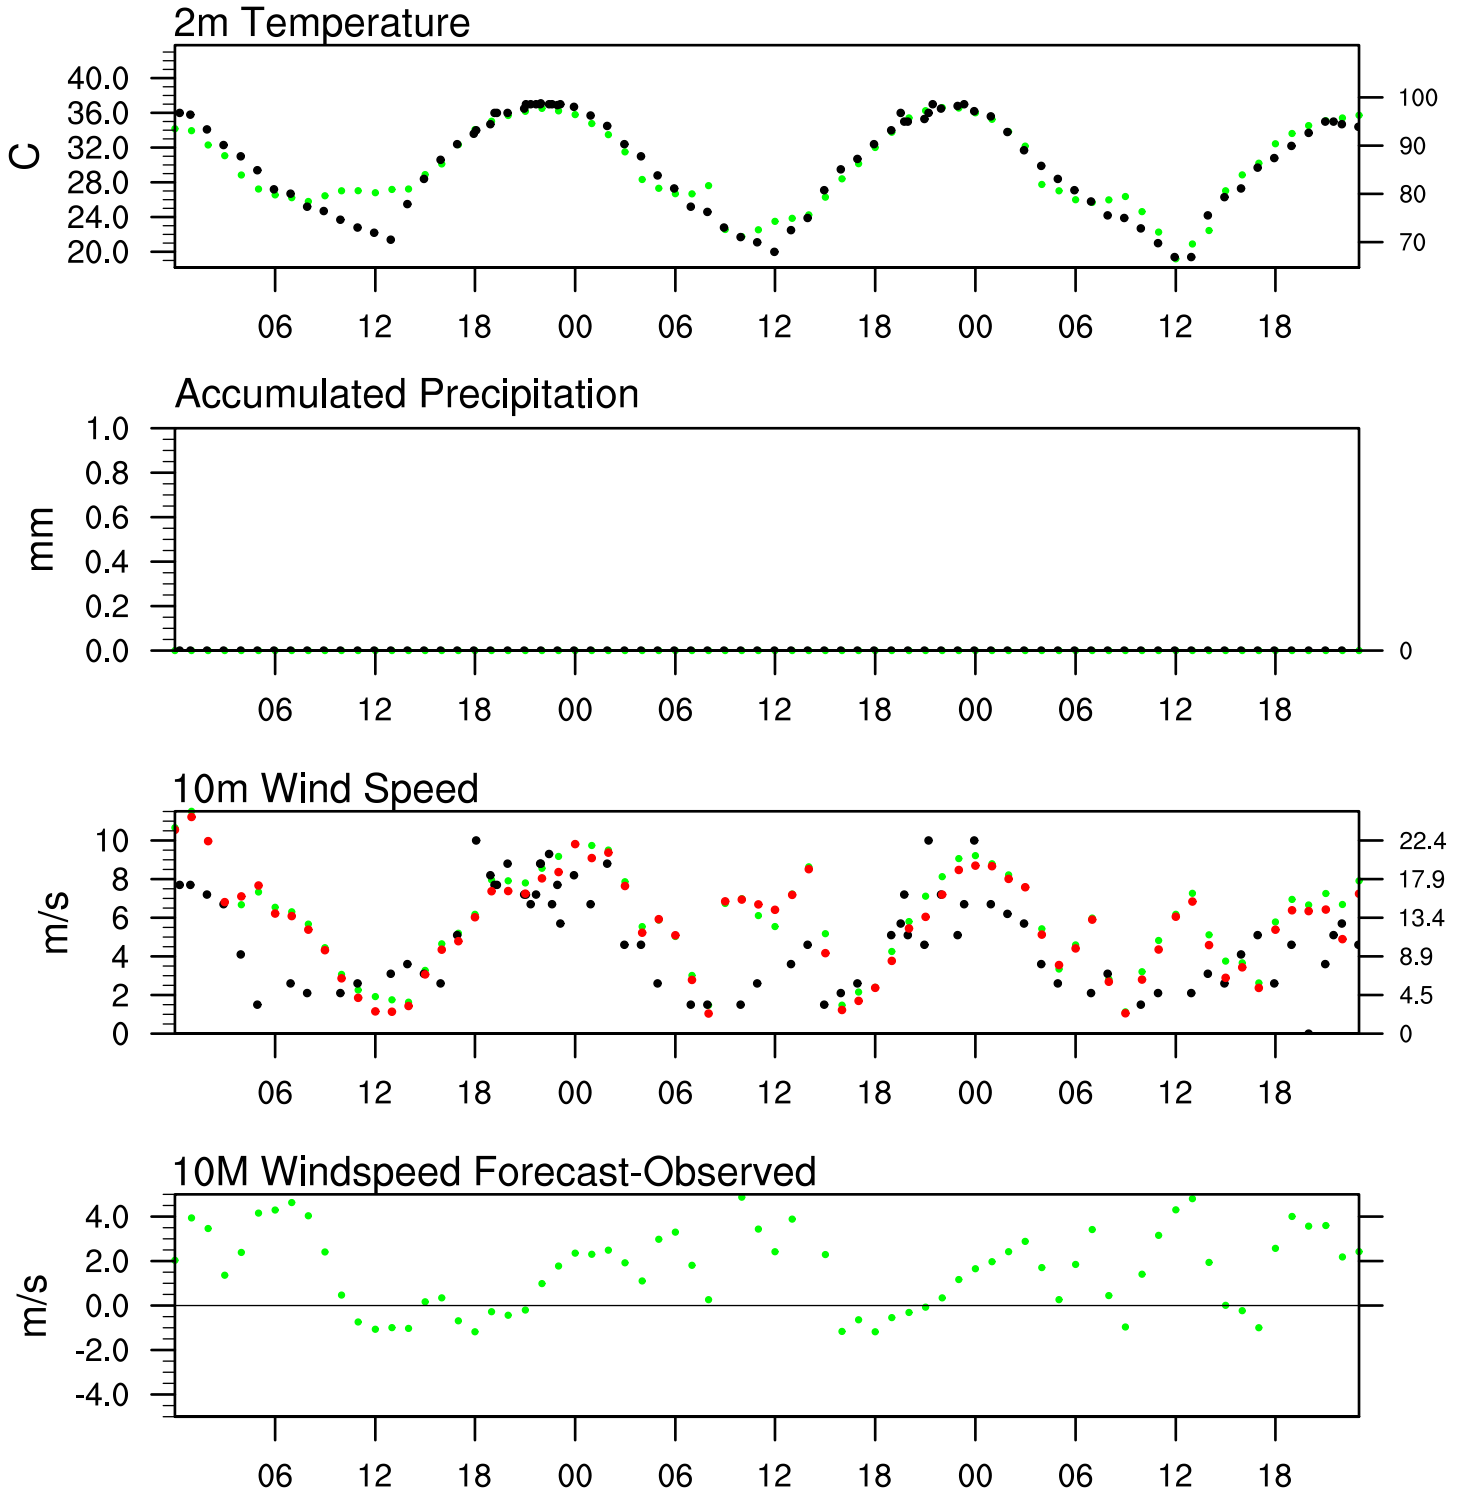 2m Temperature
C
40.0
36.0
32.0
28.0
24.0
20.0
100
90
80
70
06 12 18 00 06 12 18 00 06 12 18
Accumulated Precipitation
mm
1.0
0.8
0.6
0.4
0.2
0.0
0
06 12 18 00 06 12 18 00 06 12 18
10m Wind Speed
m/s
10
8
6
4
2
0
22.4
17.9
13.4
8.9
4.5
0
06 12 18 00 06 12 18 00 06 12 18
10M Windspeed Forecast-Observed
m/s
4.0
2.0
0.0
-2.0
-4.0
06 12 18 00 06 12 18 00 06 12 18